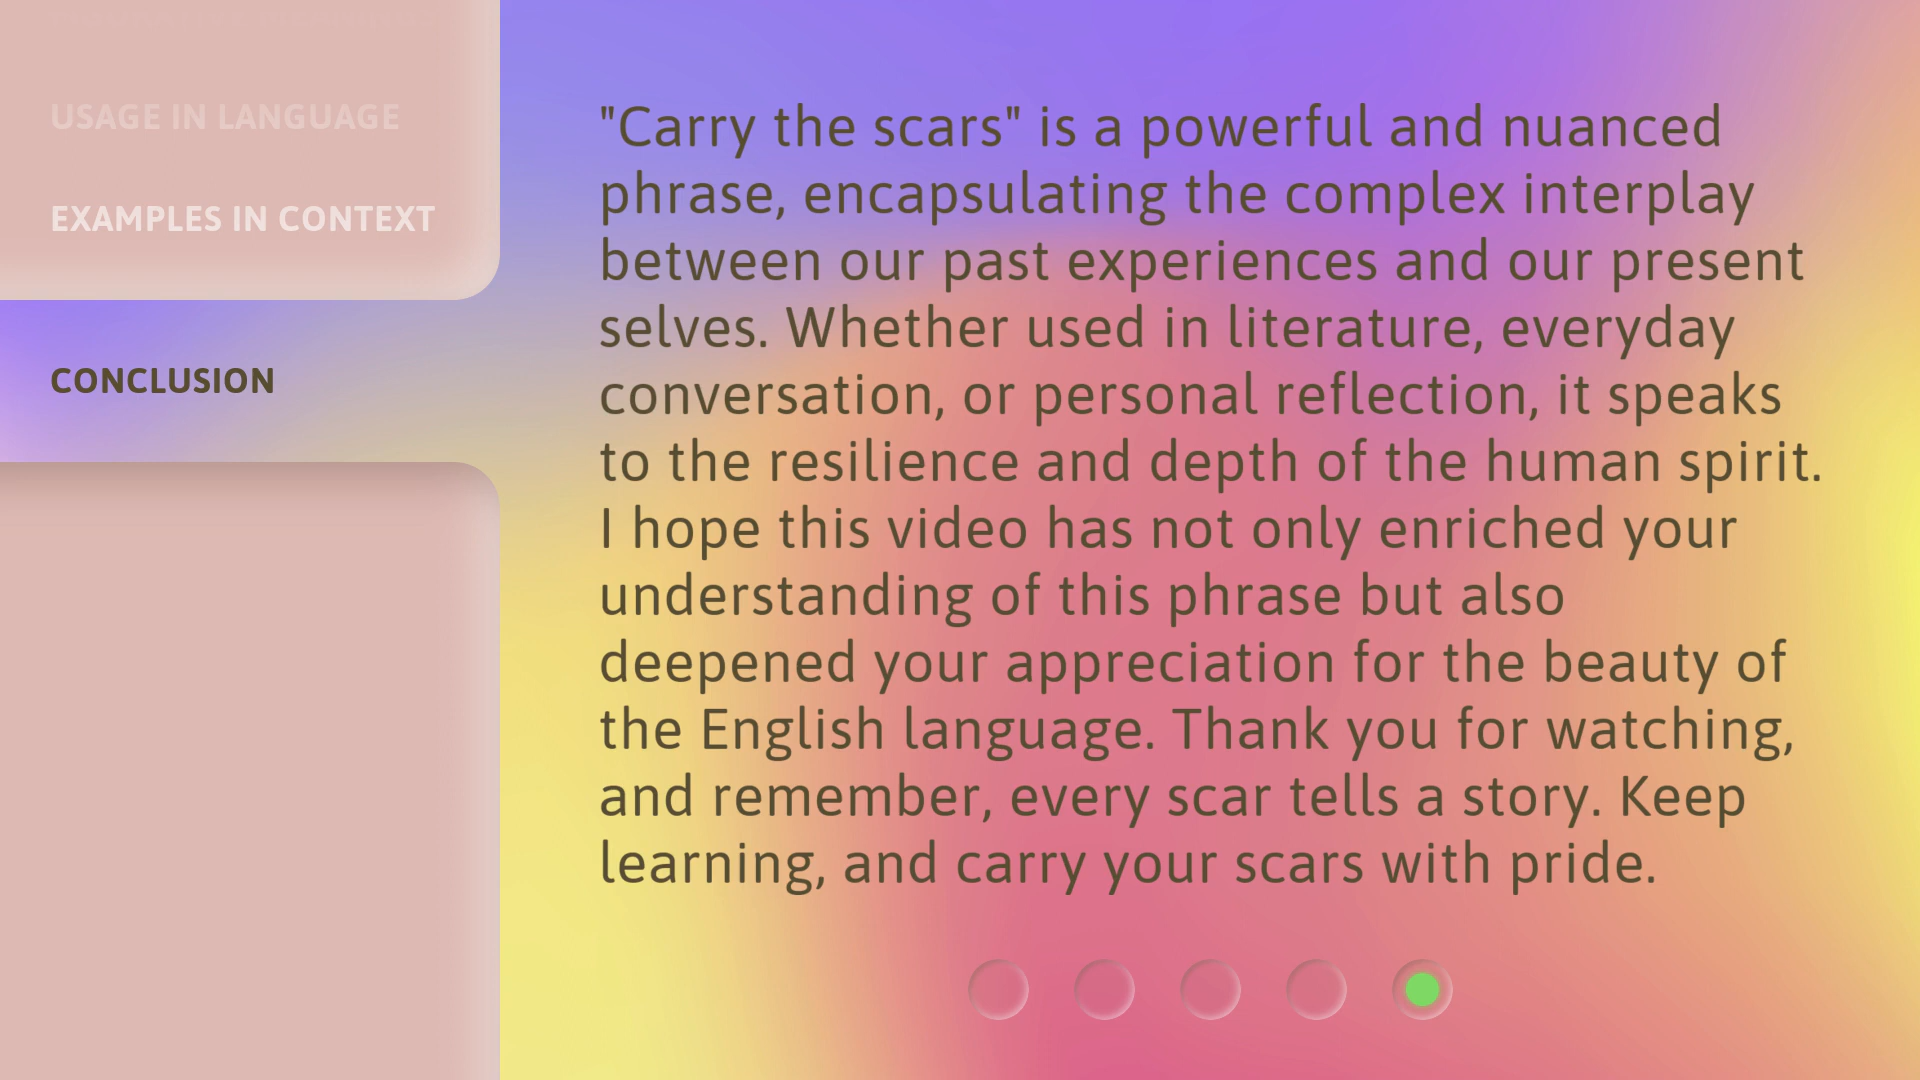 USAGE IN LANGUAGE
EXAMPLES IN CONTEXT
CONCLUSION
"Carry the scars" is a powerful and nuanced
phrase, encapsulating the complex interplay
between our past experiences and our present
selves. Whether used in literature, everyday
conversation, or personal reflection, it speaks
to the resilience and depth of the human spirit.
I hope this video has not only enriched your
understanding of this phrase but also
deepened your appreciation for the beauty of
the English language. Thank you for watching,
and remember, every scar tells a story. Keep
learning, and carry your scars with pride.